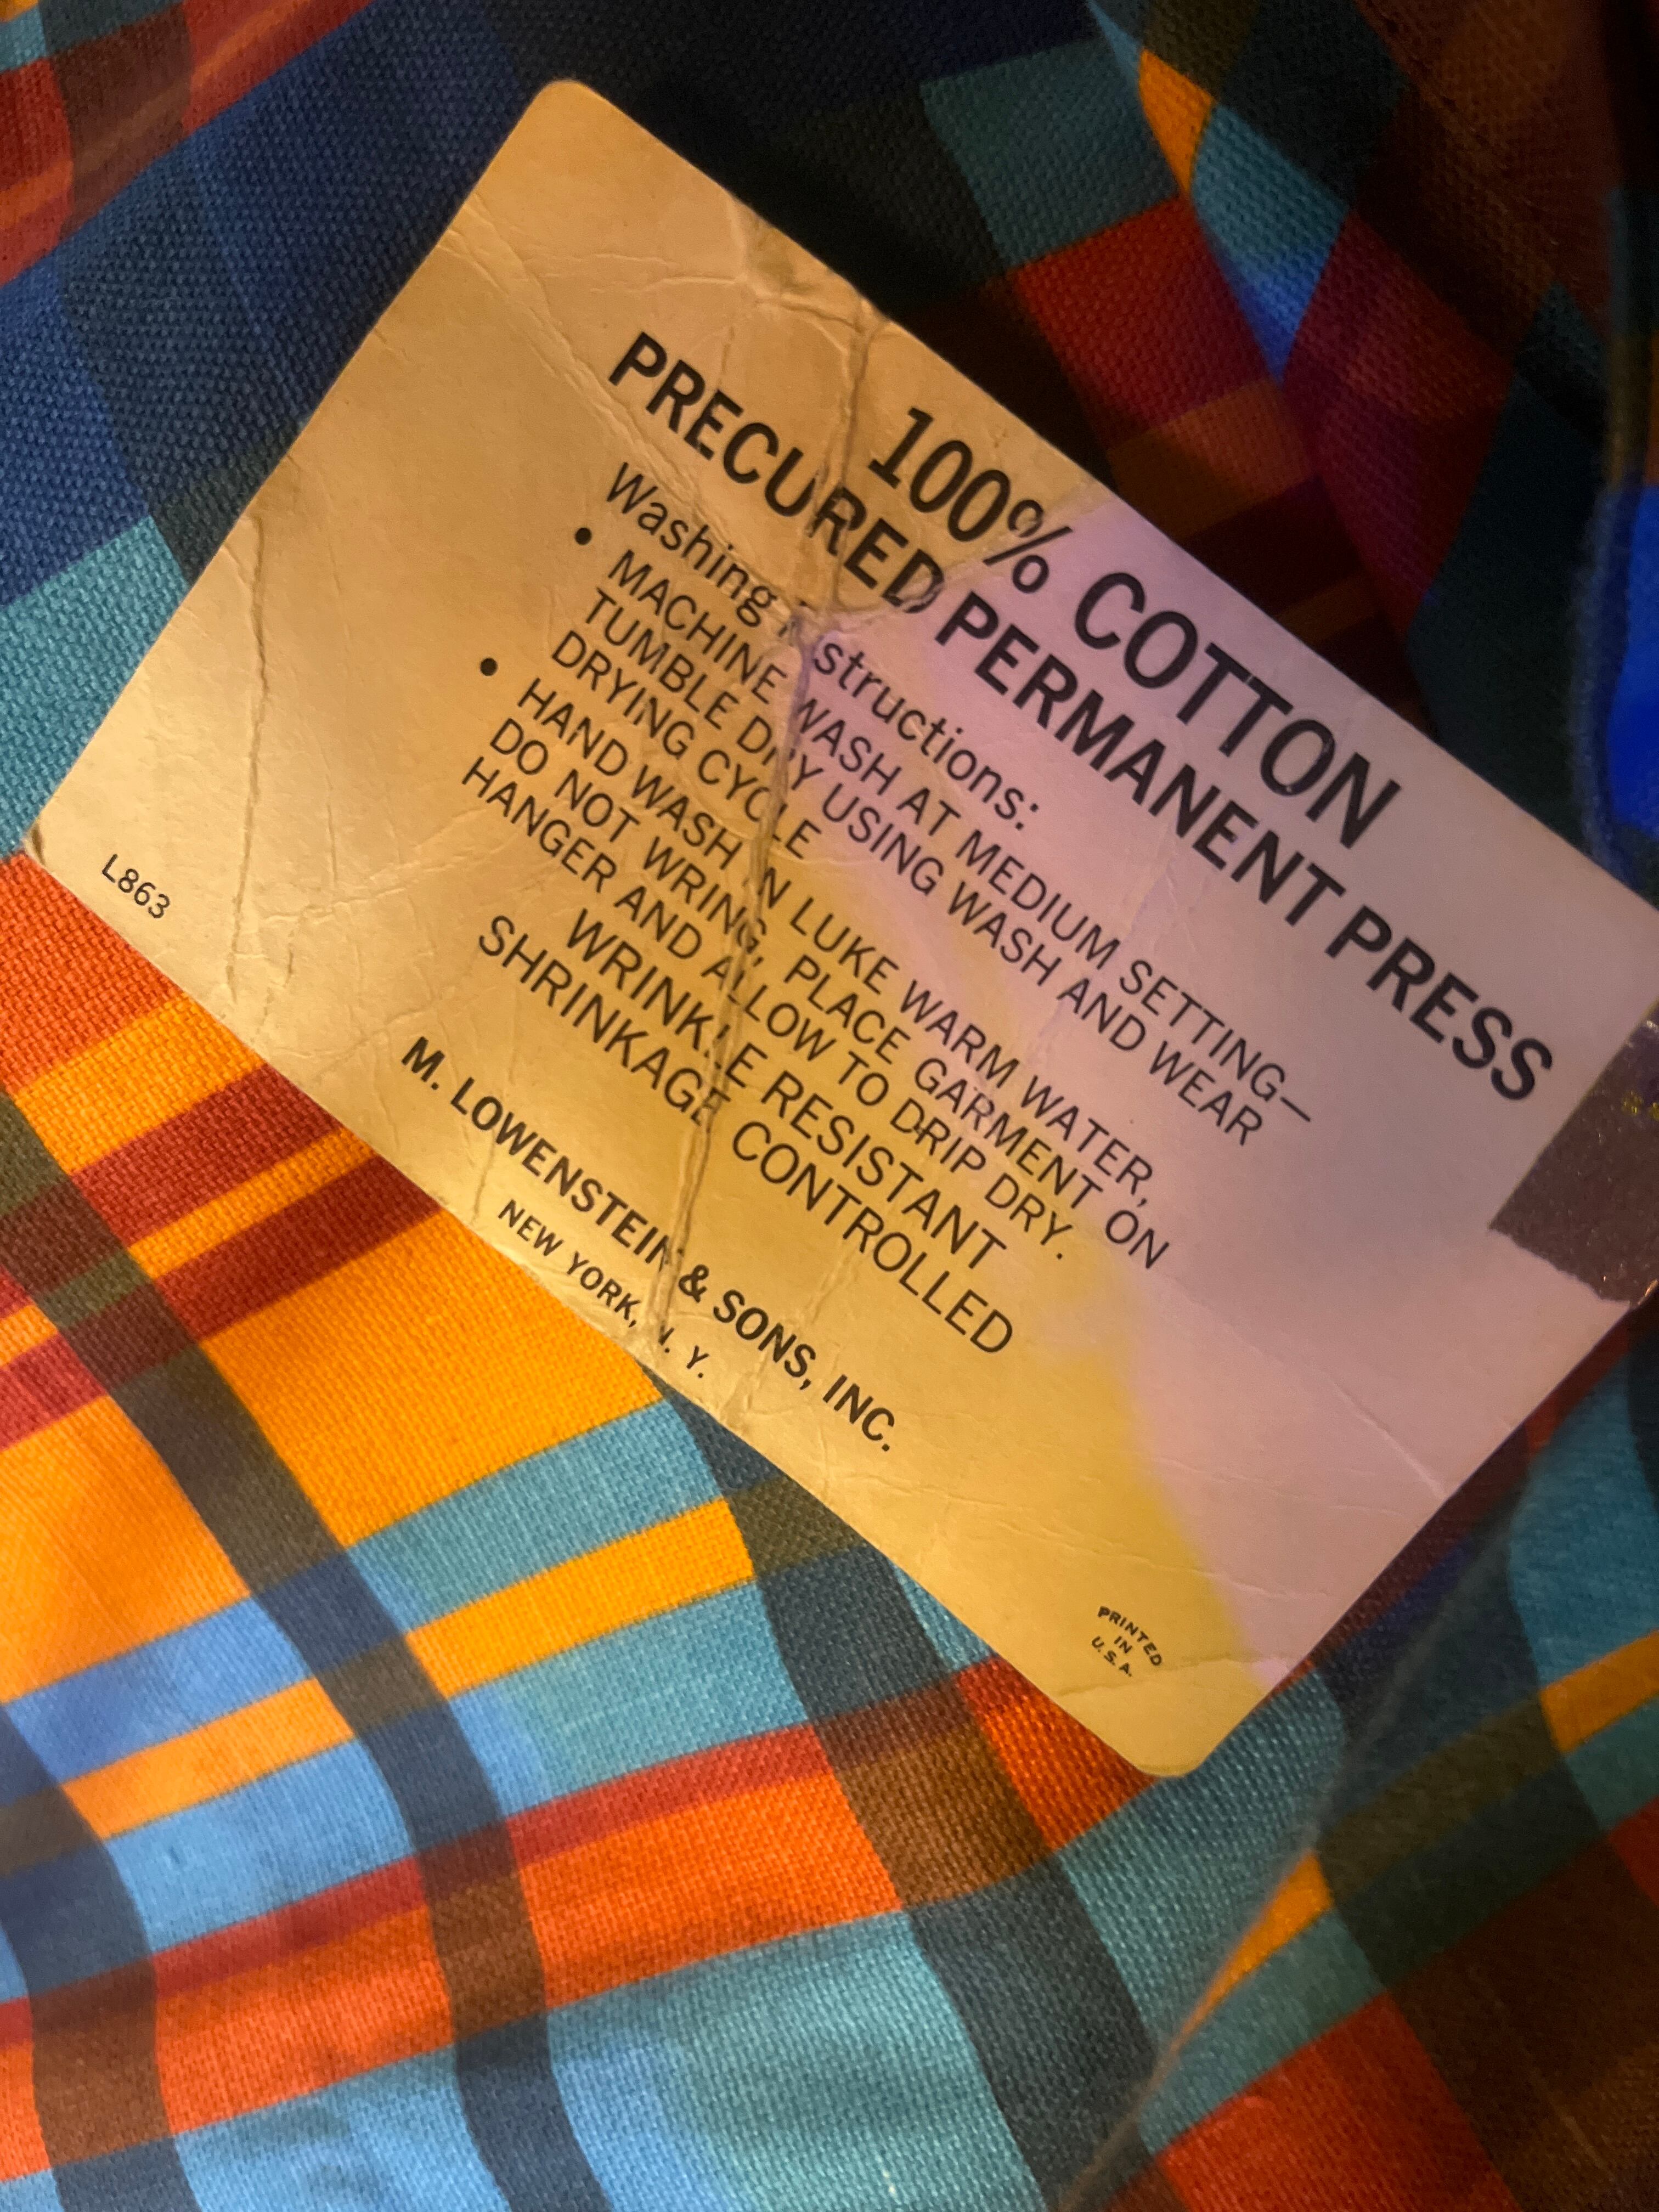 100% COTTON
PRECURED PERMANENT PRESS
Washing Instructions:
• MACHINE WASH AT MEDIUM SETTING—
TUMBLE DRY USING WASH AND WEAR
DRYING CYCLE
• HAND WASH IN LUKE WARM WATER,
DO NOT WRING, PLACE GARMENT ON
HANGER AND ALLOW TO DRIP DRY.
WRINKLE RESISTANT
SHRINKAGE CONTROLLED
M. LOWENSTEIN & SONS, INC.
NEW YORK, N. Y.
L863
PRINTED
IN
U.S.A.